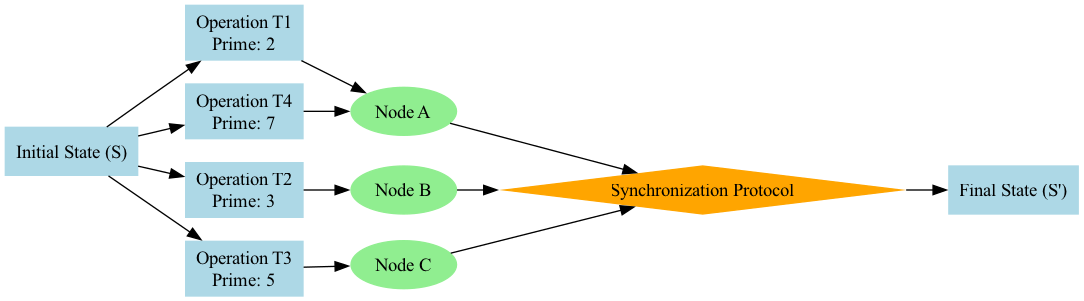 Initial State (S)
Operation T1
Prime: 2
Operation T4
Prime: 7
Operation T2
Prime: 3
Operation T3
Prime: 5
Node A
Node B
Node C
Synchronization Protocol
Final State (S')